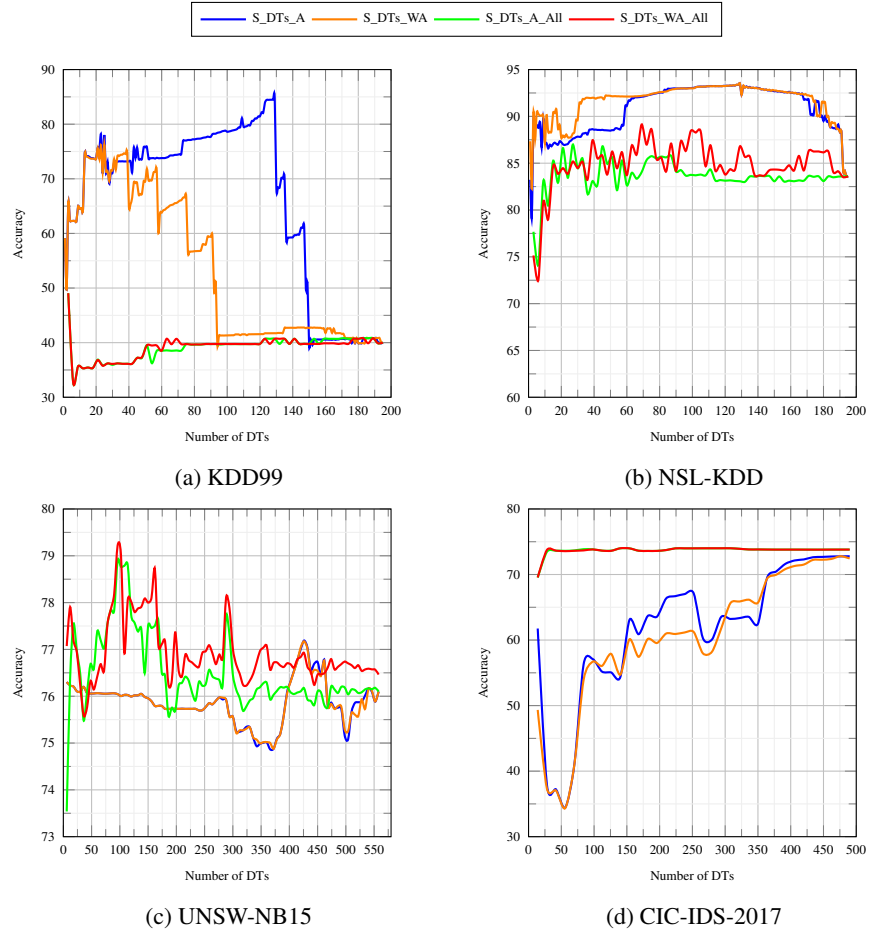 S_DTs_A S_DTs_WA S_DTs_A_All S_DTs_WA_All
90
80
70
60
50
40
30
Accuracy
0 20 40 60 80 100 120 140 160 180 200
Number of DTs
(a) KDD99
95
90
85
80
75
70
65
60
Accuracy
0 20 40 60 80 100 120 140 160 180 200
Number of DTs
(b) NSL-KDD
80
79
78
77
76
75
74
73
Accuracy
0 50 100 150 200 250 300 350 400 450 500 550
Number of DTs
(c) UNSW-NB15
80
70
60
50
40
30
Accuracy
0 50 100 150 200 250 300 350 400 450 500
Number of DTs
(d) CIC-IDS-2017